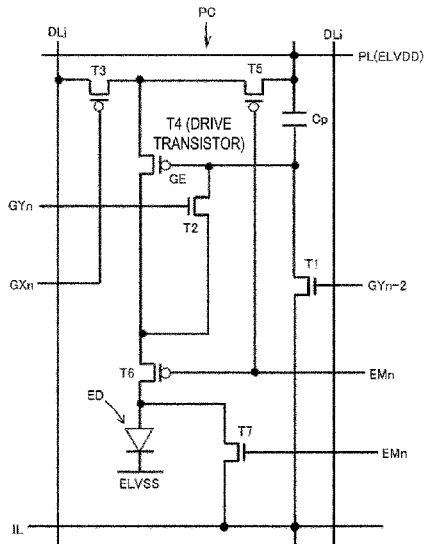 PC
DLj
DLi
PL(ELVDD)
T3
T5
Cp
T4 (DRIVE
TRANSISTOR)
GE
GYn
T2
T1
GXn
GYn-2
T6
EMn
ED
T7
EMn
ELVSS
IL